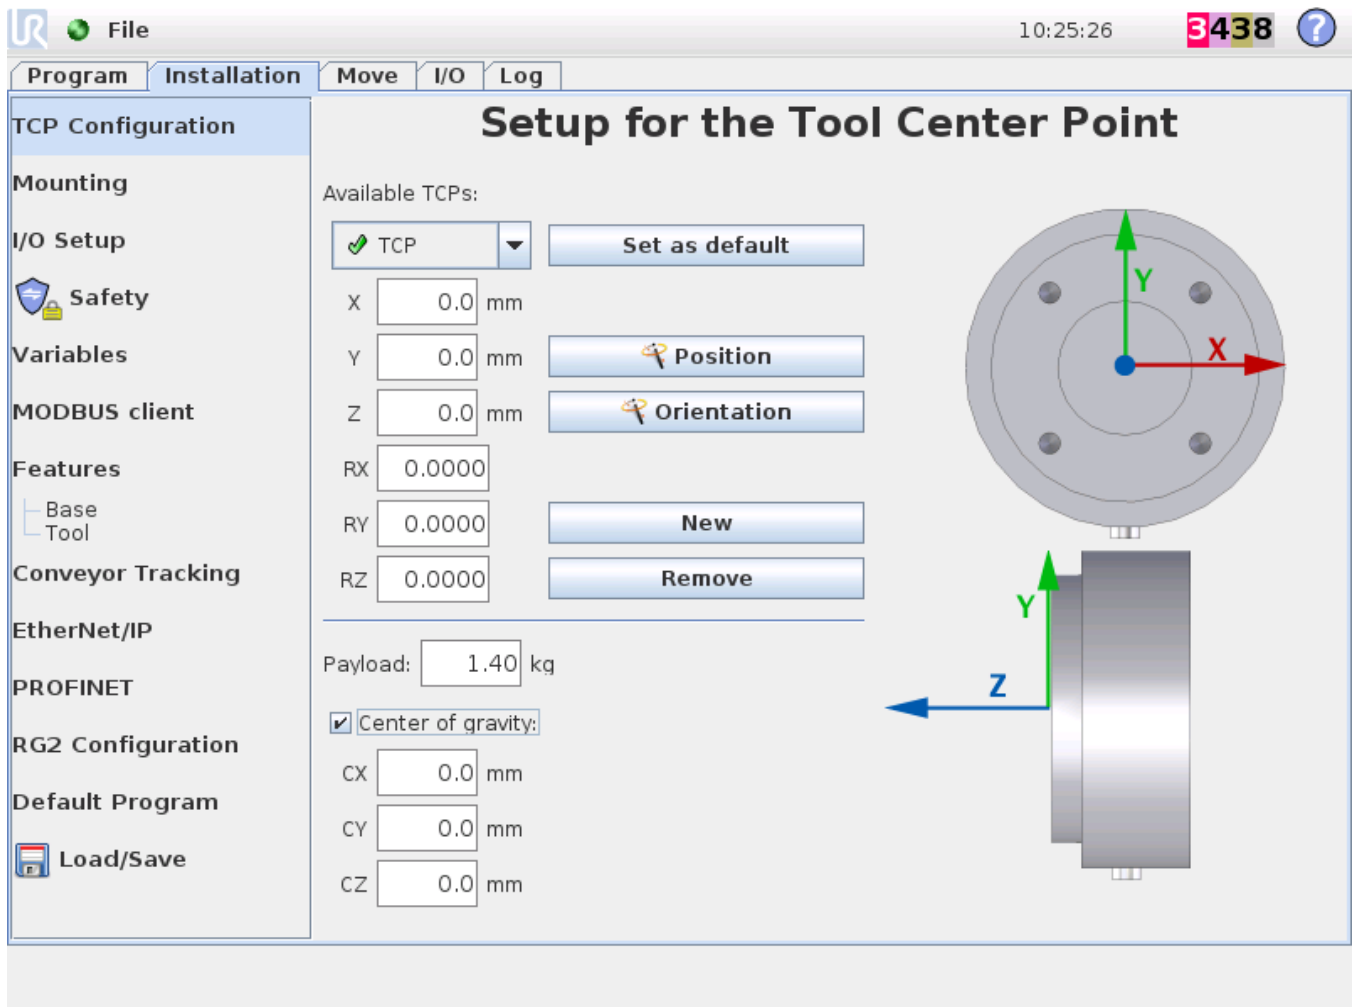 UR File 10:25:26 3438 ?
Program Installation Move I/O Log
TCP Configuration
Mounting
I/O Setup
Safety
Variables
MODBUS client
Features
Base
Tool
Conveyor Tracking
EtherNet/IP
PROFINET
RG2 Configuration
Default Program
Load/Save
Setup for the Tool Center Point
Available TCPs:
TCP Set as default
X 0.0 mm
Y 0.0 mm Position
Z 0.0 mm Orientation
RX 0.0000
RY 0.0000 New
RZ 0.0000 Remove
Payload: 1.40 kg
Center of gravity:
CX 0.0 mm
CY 0.0 mm
CZ 0.0 mm
Y
X
Y
Z